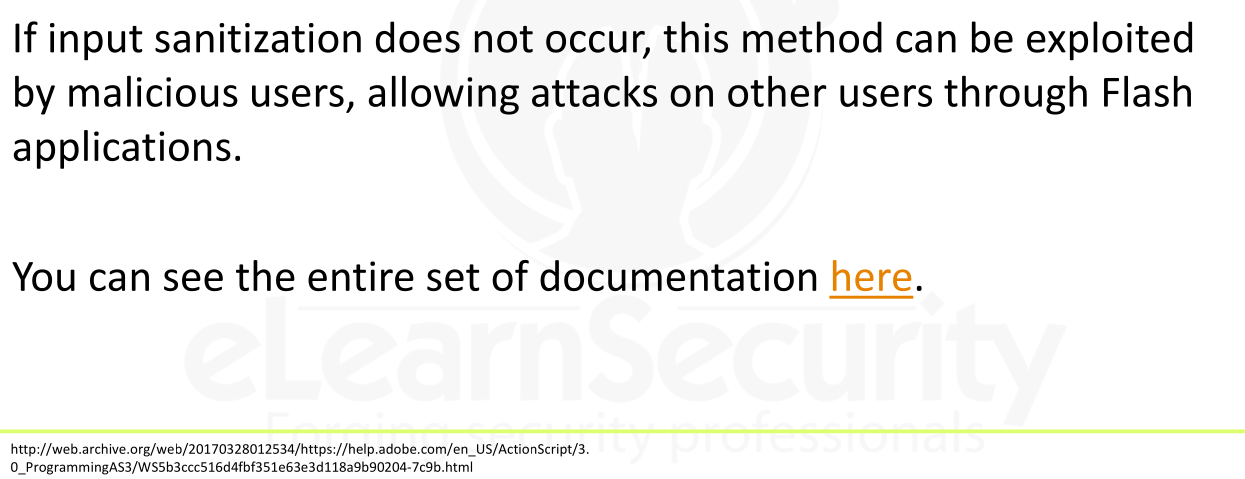 If input sanitization does not occur, this method can be exploited
by malicious users, allowing attacks on other users through Flash
applications.
You can see the entire set of documentation here.
eLearnSecurity
Forging security professionals
http://web.archive.org/web/20170328012534/https://help.adobe.com/en_US/ActionScript/3.
0_ProgrammingAS3/WS5b3ccc516d4fbf351e63e3d118a9b90204-7c9b.html